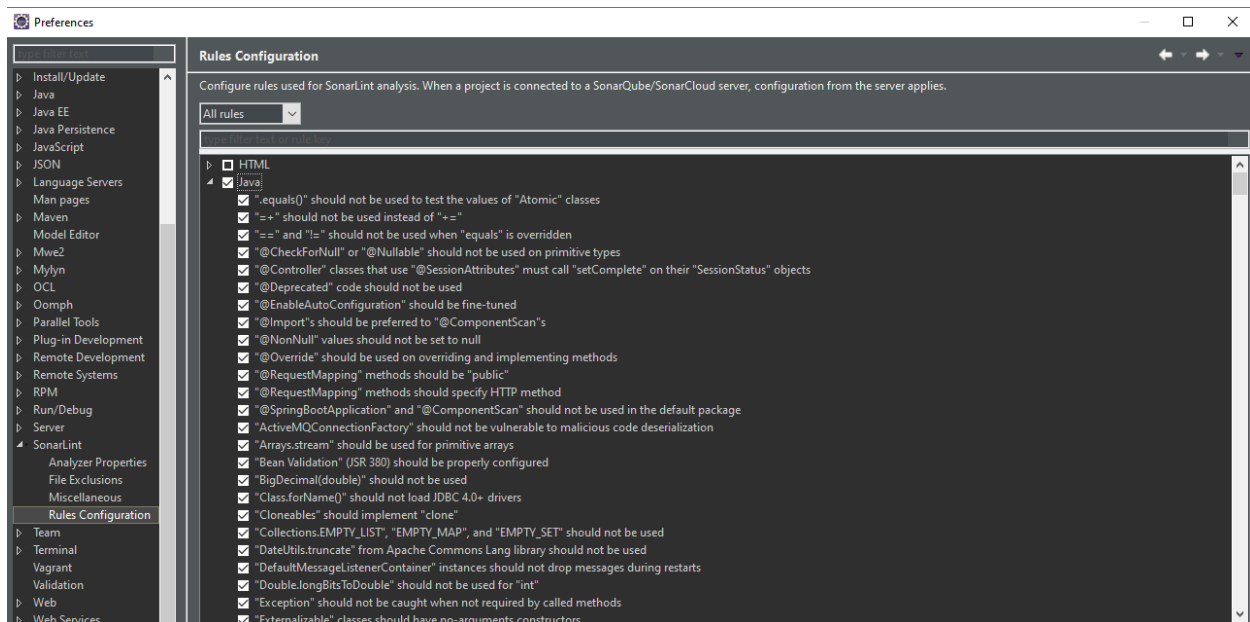 Preferences
type filter text
Install/Update
Java
Java EE
Java Persistence
JavaScript
JSON
Language Servers
Man pages
Maven
Model Editor
Mwe2
Mylyn
OCL
Oomph
Parallel Tools
Plug-in Development
Remote Development
Remote Systems
RPM
Run/Debug
Server
SonarLint
Analyzer Properties
File Exclusions
Miscellaneous
Rules Configuration
Team
Terminal
Vagrant
Validation
Web
Web Services
Rules Configuration
Configure rules used for SonarLint analysis. When a project is connected to a SonarQube/SonarCloud server, configuration from the server applies.
All rules
type filter text or rule key
HTML
Java
".equals()" should not be used to test the values of "Atomic" classes
"=+" should not be used instead of "+="
"==" and "!=" should not be used when "equals" is overridden
"@CheckForNull" or "@Nullable" should not be used on primitive types
"@Controller" classes that use "@SessionAttributes" must call "setComplete" on their "SessionStatus" objects
"@Deprecated" code should not be used
"@EnableAutoConfiguration" should be fine-tuned
"@Import"s should be preferred to "@ComponentScan"s
"@NonNull" values should not be set to null
"@Override" should be used on overriding and implementing methods
"@RequestMapping" methods should be "public"
"@RequestMapping" methods should specify HTTP method
"@SpringBootApplication" and "@ComponentScan" should not be used in the default package
"ActiveMQConnectionFactory" should not be vulnerable to malicious code deserialization
"Arrays.stream" should be used for primitive arrays
"Bean Validation" (JSR 380) should be properly configured
"BigDecimal(double)" should not be used
"Class.forName()" should not load JDBC 4.0+ drivers
"Cloneables" should implement "clone"
"Collections.EMPTY_LIST", "EMPTY_MAP", and "EMPTY_SET" should not be used
"DateUtils.truncate" from Apache Commons Lang library should not be used
"DefaultMessageListenerContainer" instances should not drop messages during restarts
"Double.longBitsToDouble" should not be used for "int"
"Exception" should not be caught when not required by called methods
"Externalizable" classes should have no-arguments constructors